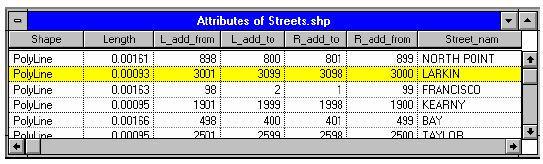 Attributes of Streets.shp
Shape Length L_add_from L_add_to R_add_to R_add_from Street_nam
PolyLine 0.00161 898 800 801 899 NORTH POINT
PolyLine 0.00093 3001 3099 3098 3000 LARKIN
PolyLine 0.00163 98 2 1 99 FRANCISCO
PolyLine 0.00095 1901 1999 1998 1900 KEARNY
PolyLine 0.00166 498 400 401 499 BAY
PolyLine 0.00095 2501 2599 2598 2500 TAYLOR